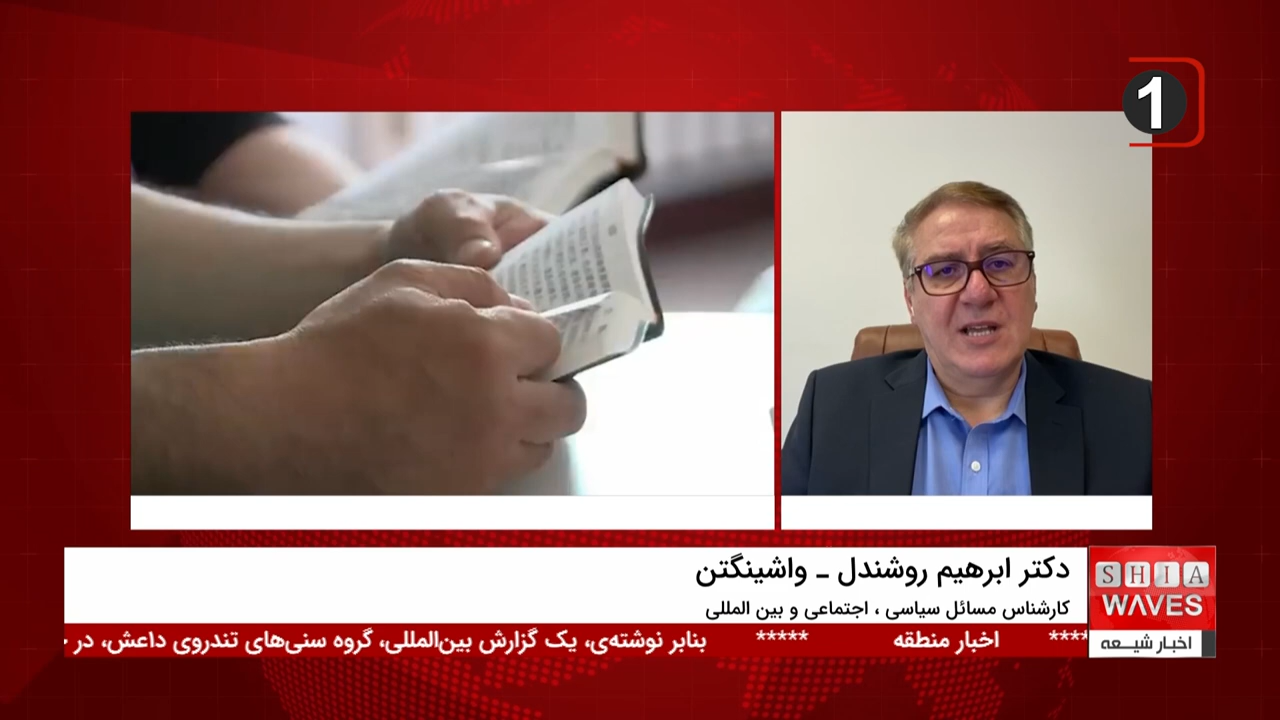 1
دکتر ابرهیم روشندل ـ واشینگتن
کارشناس مسائل سیاسی ، اجتماعی و بین المللی
SHIA
WAVES
اخبار شیعه
**** اخبار منطقه ***** بنابر نوشته‌ی، یک گزارش بین‌المللی، گروه سنی‌های تندروی داعش، در